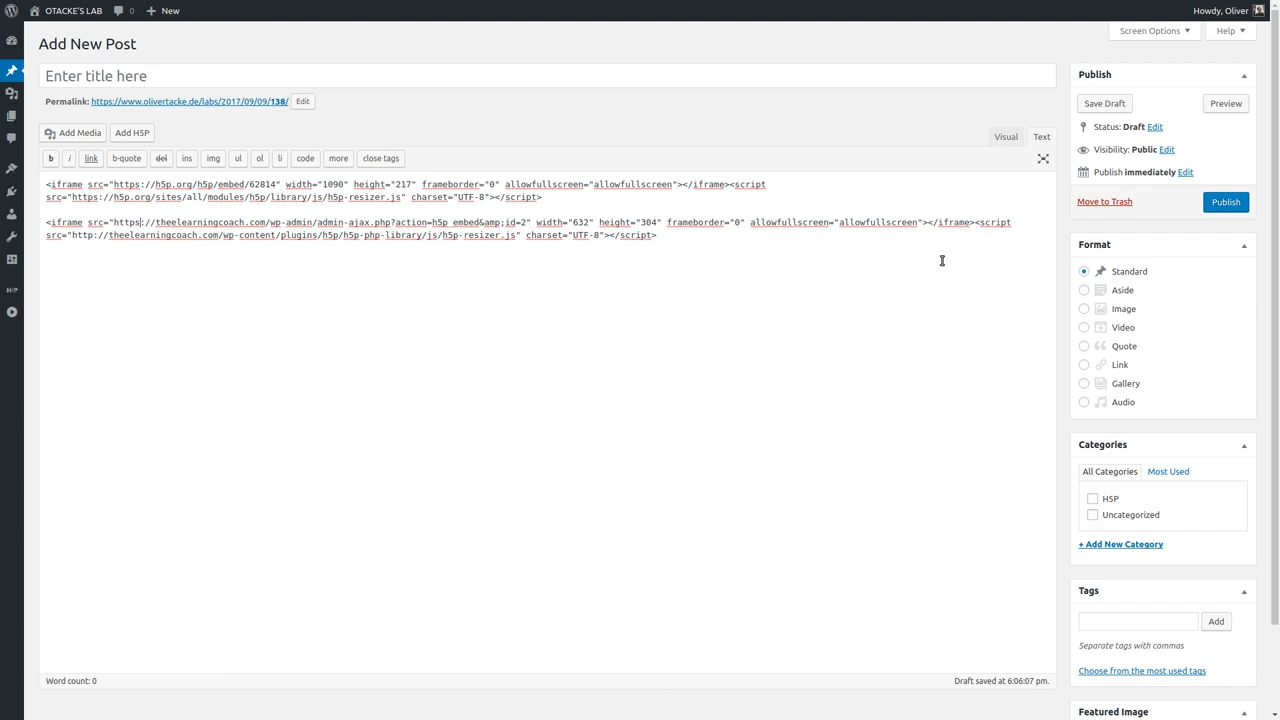 OTACKE'S LAB 0 New Howdy, Oliver
Screen Options Help
Add New Post
Enter title here
Permalink: https://www.olivertacke.de/labs/2017/09/09/138/ Edit
Add Media Add H5P
Visual Text
b i link b-quote del ins img ul ol li code more close tags
<iframe src="https://h5p.org/h5p/embed/62814" width="1090" height="217" frameborder="0" allowfullscreen="allowfullscreen"></iframe><script
src="https://h5p.org/sites/all/modules/h5p/library/js/h5p-resizer.js" charset="UTF-8"></script>
<iframe src="https://theelearningcoach.com/wp-admin/admin-ajax.php?action=h5p_embed&amp;id=2" width="632" height="304" frameborder="0" allowfullscreen="allowfullscreen"></iframe><script
src="http://theelearningcoach.com/wp-content/plugins/h5p/h5p-php-library/js/h5p-resizer.js" charset="UTF-8"></script>
Word count: 0 Draft saved at 6:06:07 pm.
Publish
Save Draft Preview
Status: Draft Edit
Visibility: Public Edit
Publish immediately Edit
Move to Trash Publish
Format
Standard
Aside
Image
Video
Quote
Link
Gallery
Audio
Categories
All Categories Most Used
H5P
Uncategorized
+ Add New Category
Tags
Add
Separate tags with commas
Choose from the most used tags
Featured Image